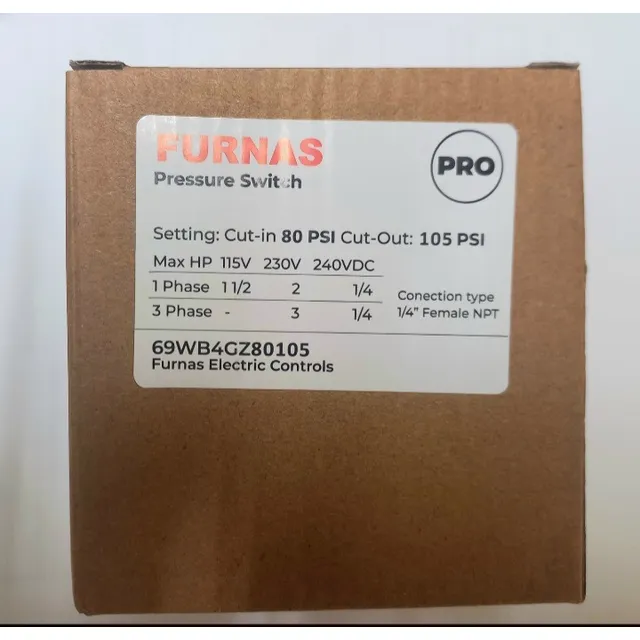 FURNAS
PRO
Pressure Switch
Setting: Cut-in 80 PSI Cut-Out: 105 PSI
Max HP 115V 230V 240VDC
1 Phase 1 1/2 2 1/4
3 Phase - 3 1/4
Conection type
1/4" Female NPT
69WB4GZ80105
Furnas Electric Controls